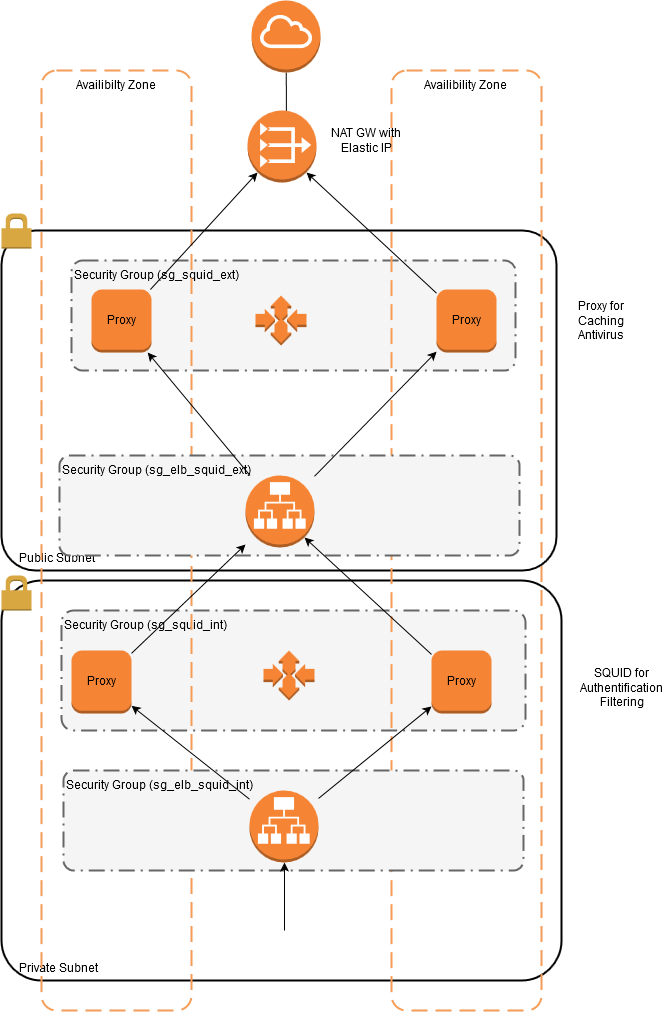 Availibilty Zone
Availibilty Zone
NAT GW with
Elastic IP
Security Group (sg_squid_ext)
Proxy
Proxy
Proxy for
Caching
Antivirus
Security Group (sg_elb_squid_ext)
Public Subnet
Security Group (sg_squid_int)
Proxy
Proxy
SQUID for
Authentification
Filtering
Security Group (sg_elb_squid_int)
Private Subnet